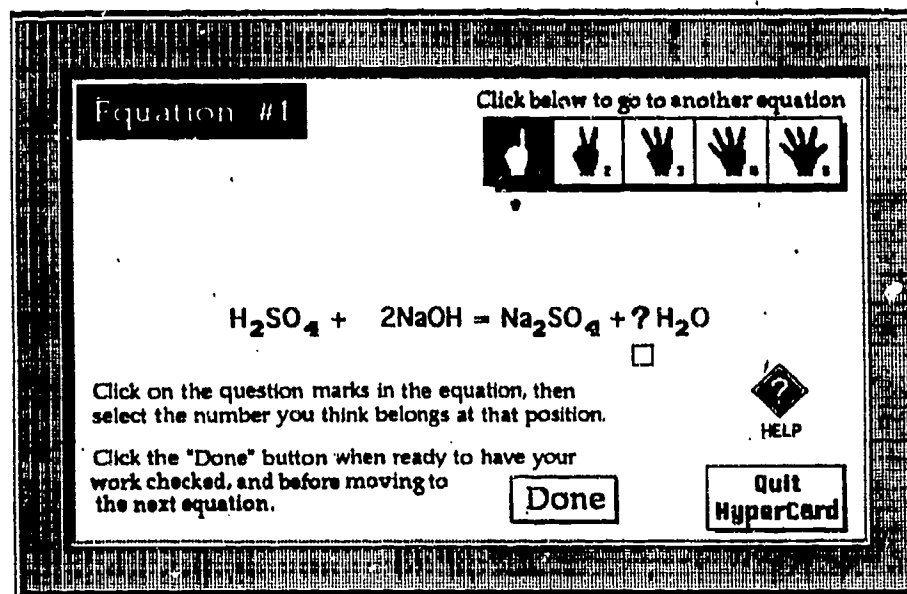 Equation #1
Click below to go to another equation
2 3 4 5
H₂SO₄ + 2NaOH = Na₂SO₄ + ? H₂O
Click on the question marks in the equation, then
select the number you think belongs at that position.
?
HELP
Click the "Done" button when ready to have your
work checked, and before moving to
the next equation.
Done
Quit
HyperCard